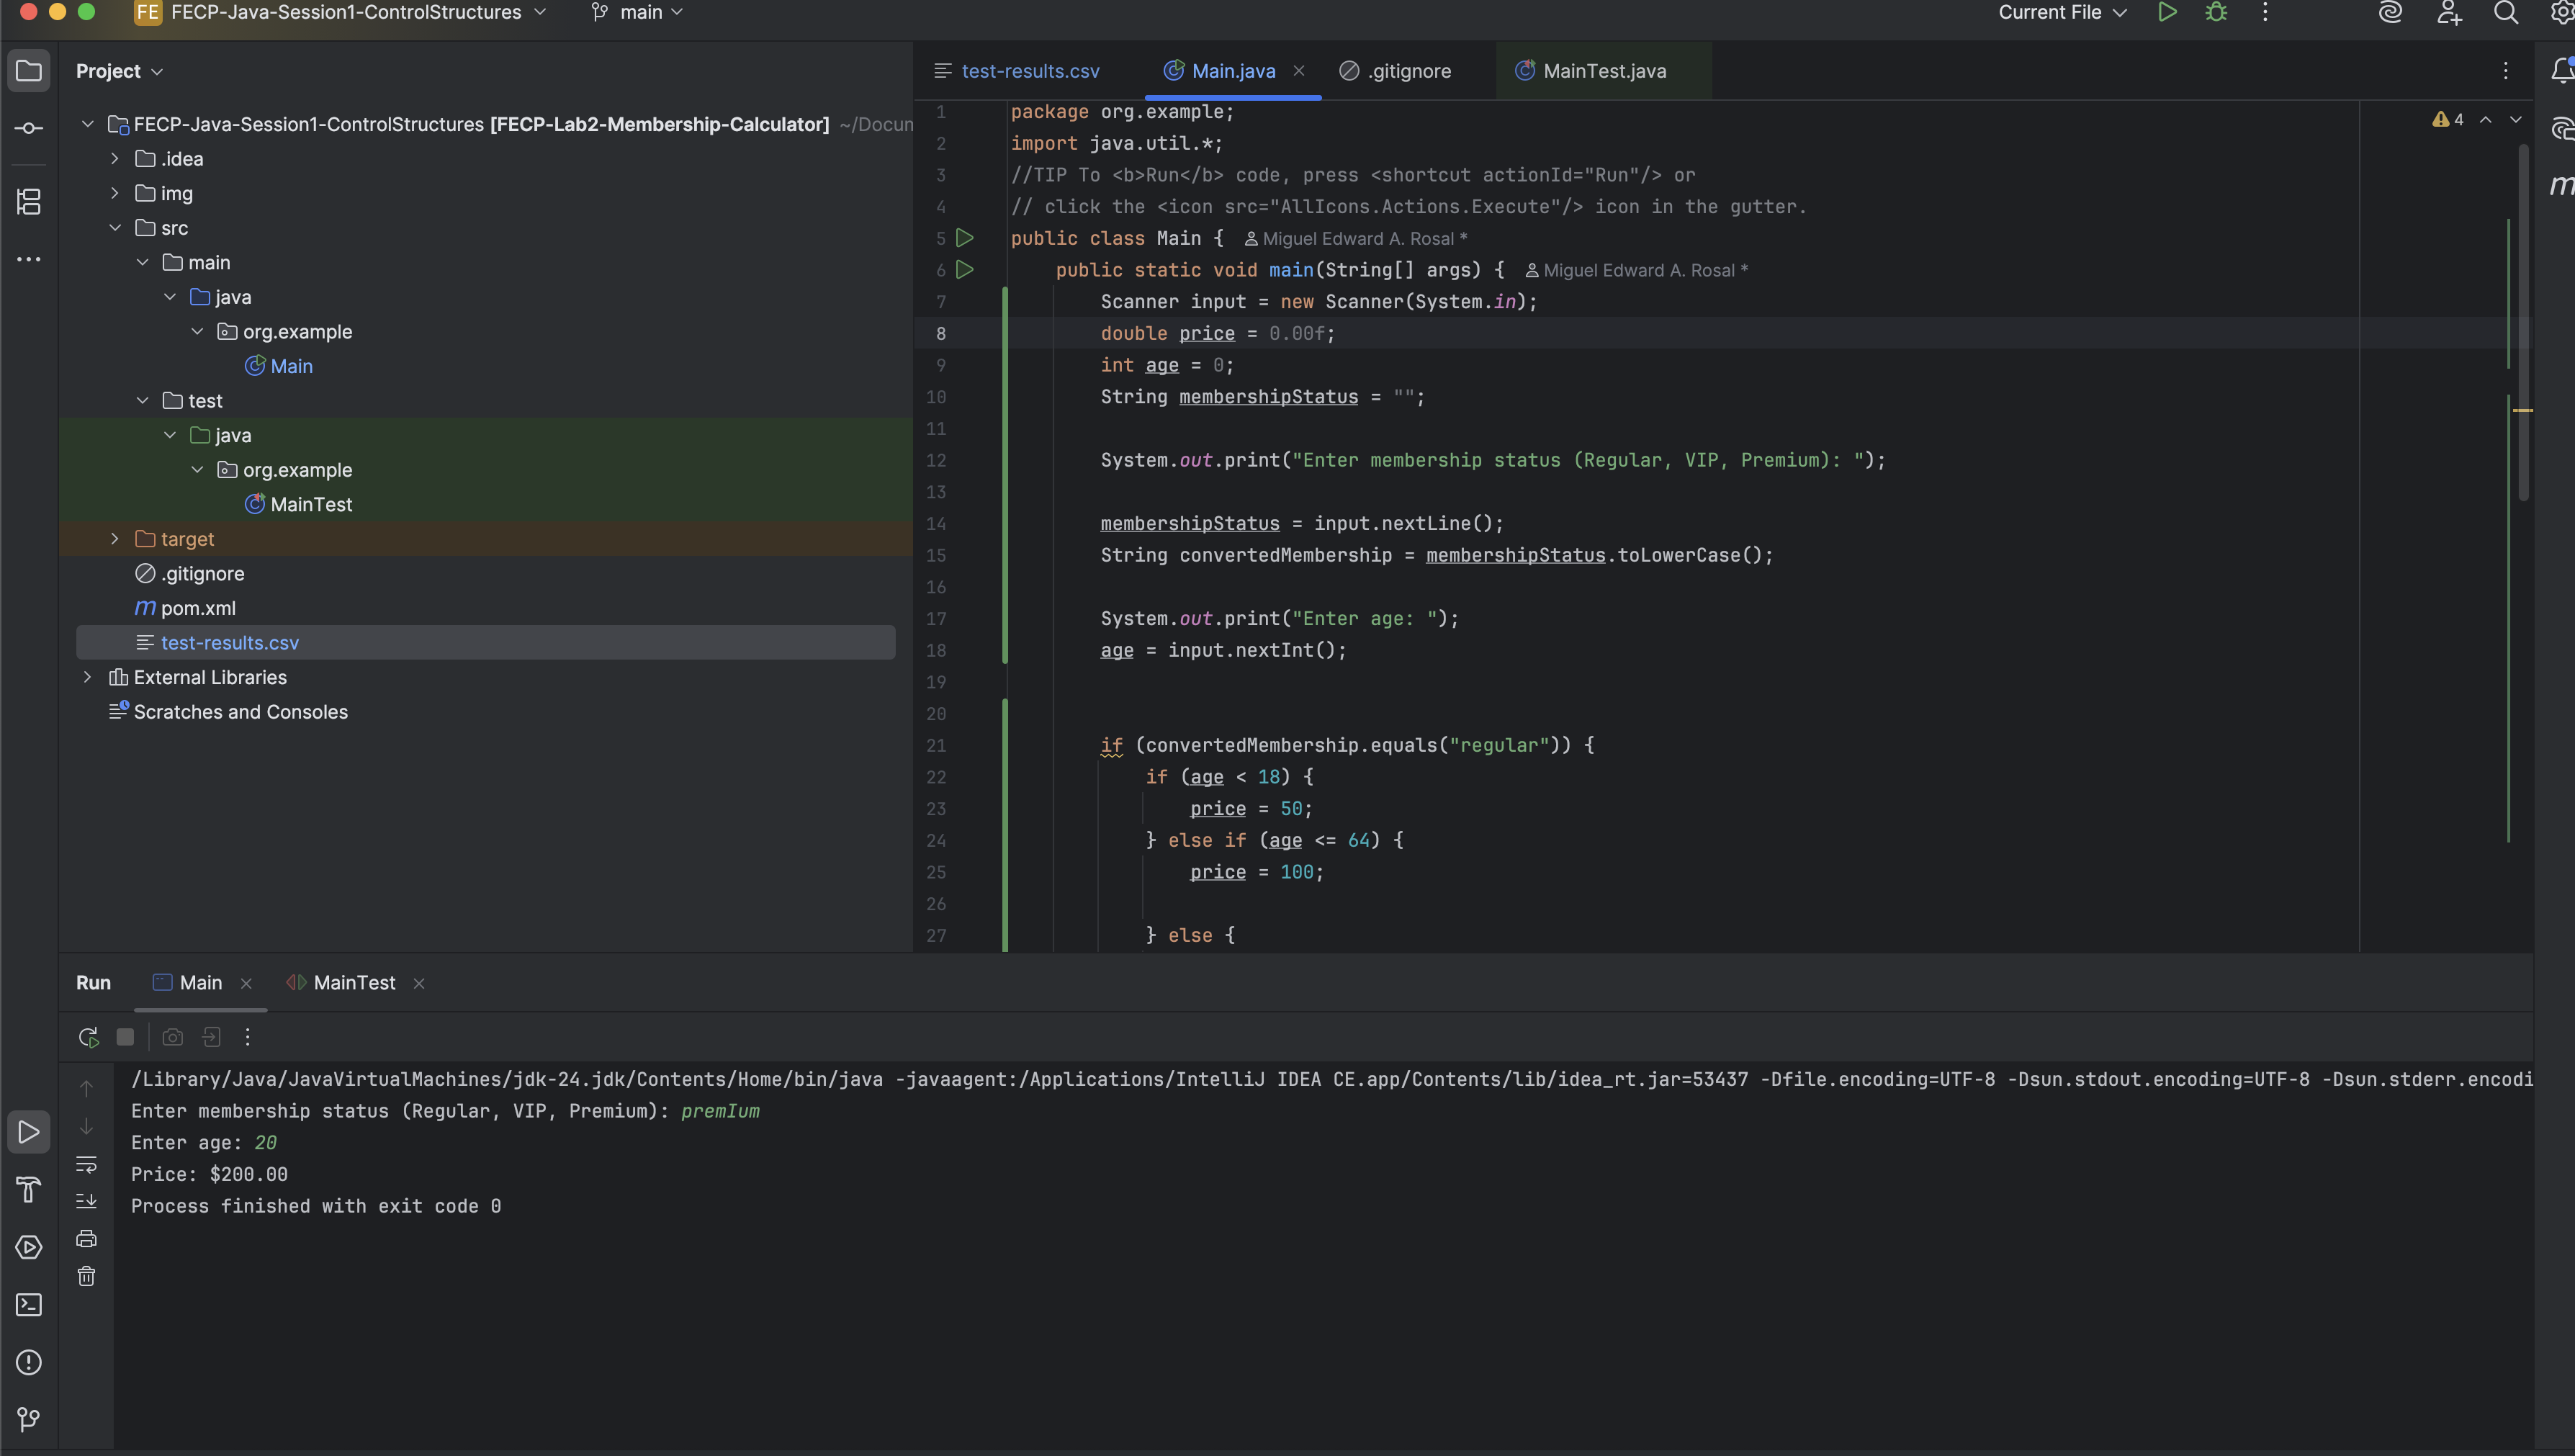 FE FECP-Java-Session1-ControlStructures main Current File
Project
FECP-Java-Session1-ControlStructures [FECP-Lab2-Membership-Calculator] ~/Docum
.idea
img
src
main
java
org.example
Main
test
java
org.example
MainTest
target
.gitignore
pom.xml
test-results.csv
External Libraries
Scratches and Consoles
test-results.csv Main.java .gitignore MainTest.java
4
1 package org.example;
2 import java.util.*;
3 //TIP To <b>Run</b> code, press <shortcut actionId="Run"/> or
4 // click the <icon src="AllIcons.Actions.Execute"/> icon in the gutter.
5 public class Main { Miguel Edward A. Rosal *
6 public static void main(String[] args) { Miguel Edward A. Rosal *
7 Scanner input = new Scanner(System.in);
8 double price = 0.00f;
9 int age = 0;
10 String membershipStatus = "";
11
12 System.out.print("Enter membership status (Regular, VIP, Premium): ");
13
14 membershipStatus = input.nextLine();
15 String convertedMembership = membershipStatus.toLowerCase();
16
17 System.out.print("Enter age: ");
18 age = input.nextInt();
19
20
21 if (convertedMembership.equals("regular")) {
22 if (age < 18) {
23 price = 50;
24 } else if (age <= 64) {
25 price = 100;
26
27 } else {
Run Main MainTest
/Library/Java/JavaVirtualMachines/jdk-24.jdk/Contents/Home/bin/java -javaagent:/Applications/IntelliJ IDEA CE.app/Contents/lib/idea_rt.jar=53437 -Dfile.encoding=UTF-8 -Dsun.stdout.encoding=UTF-8 -Dsun.stderr.encodi
Enter membership status (Regular, VIP, Premium): premIum
Enter age: 20
Price: $200.00
Process finished with exit code 0